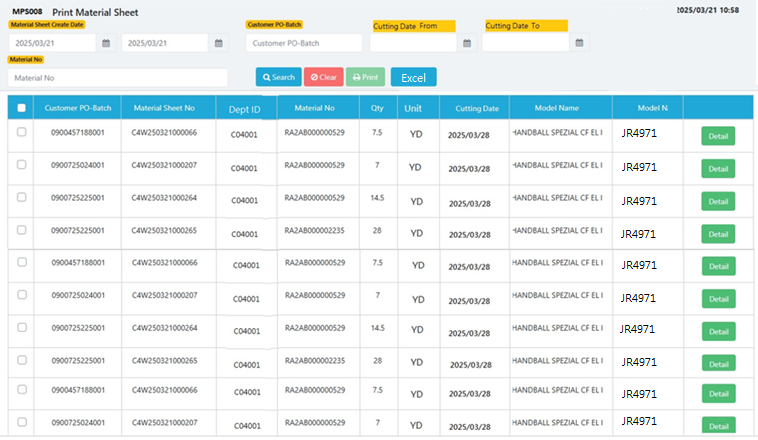 MPS008 Print Material Sheet 2025/03/21 10:58
Material Sheet Create Date Customer PO-Batch Cutting Date From Cutting Date To
2025/03/21 2025/03/21 Customer PO-Batch
Material No
Material No Search Clear Print Excel
Customer PO-Batch Material Sheet No Dept ID Material No Qty Unit Cutting Date Model Name Model N
0900457188001 C4W250321000066 C04001 RA2AB000000529 7.5 YD 2025/03/28 HANDBALL SPEZIAL CF EL I JR4971 Detail
0900725024001 C4W250321000207 C04001 RA2AB000000529 7 YD 2025/03/28 HANDBALL SPEZIAL CF EL I JR4971 Detail
0900725225001 C4W250321000264 C04001 RA2AB000000529 14.5 YD 2025/03/28 HANDBALL SPEZIAL CF EL I JR4971 Detail
0900725225001 C4W250321000265 C04001 RA2AB000002235 28 YD 2025/03/28 HANDBALL SPEZIAL CF EL I JR4971 Detail
0900457188001 C4W250321000066 C04001 RA2AB000000529 7.5 YD 2025/03/28 HANDBALL SPEZIAL CF EL I JR4971 Detail
0900725024001 C4W250321000207 C04001 RA2AB000000529 7 YD 2025/03/28 HANDBALL SPEZIAL CF EL I JR4971 Detail
0900725225001 C4W250321000264 C04001 RA2AB000000529 14.5 YD 2025/03/28 HANDBALL SPEZIAL CF EL I JR4971 Detail
0900725225001 C4W250321000265 C04001 RA2AB000002235 28 YD 2025/03/28 HANDBALL SPEZIAL CF EL I JR4971 Detail
0900457188001 C4W250321000066 C04001 RA2AB000000529 7.5 YD 2025/03/28 HANDBALL SPEZIAL CF EL I JR4971 Detail
0900725024001 C4W250321000207 C04001 RA2AB000000529 7 YD 2025/03/28 HANDBALL SPEZIAL CF EL I JR4971 Detail